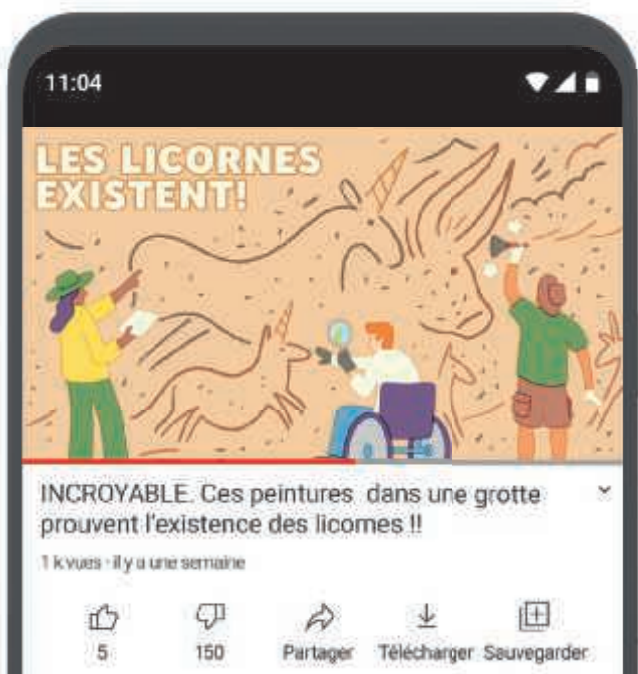 11:04
LES LICORNES
EXISTENT!
INCROYABLE. Ces peintures dans une grotte
prouvent l'existence des licornes !!
1 k vues · il y a une semaine
5
150
Partager
Télécharger
Sauvegarder